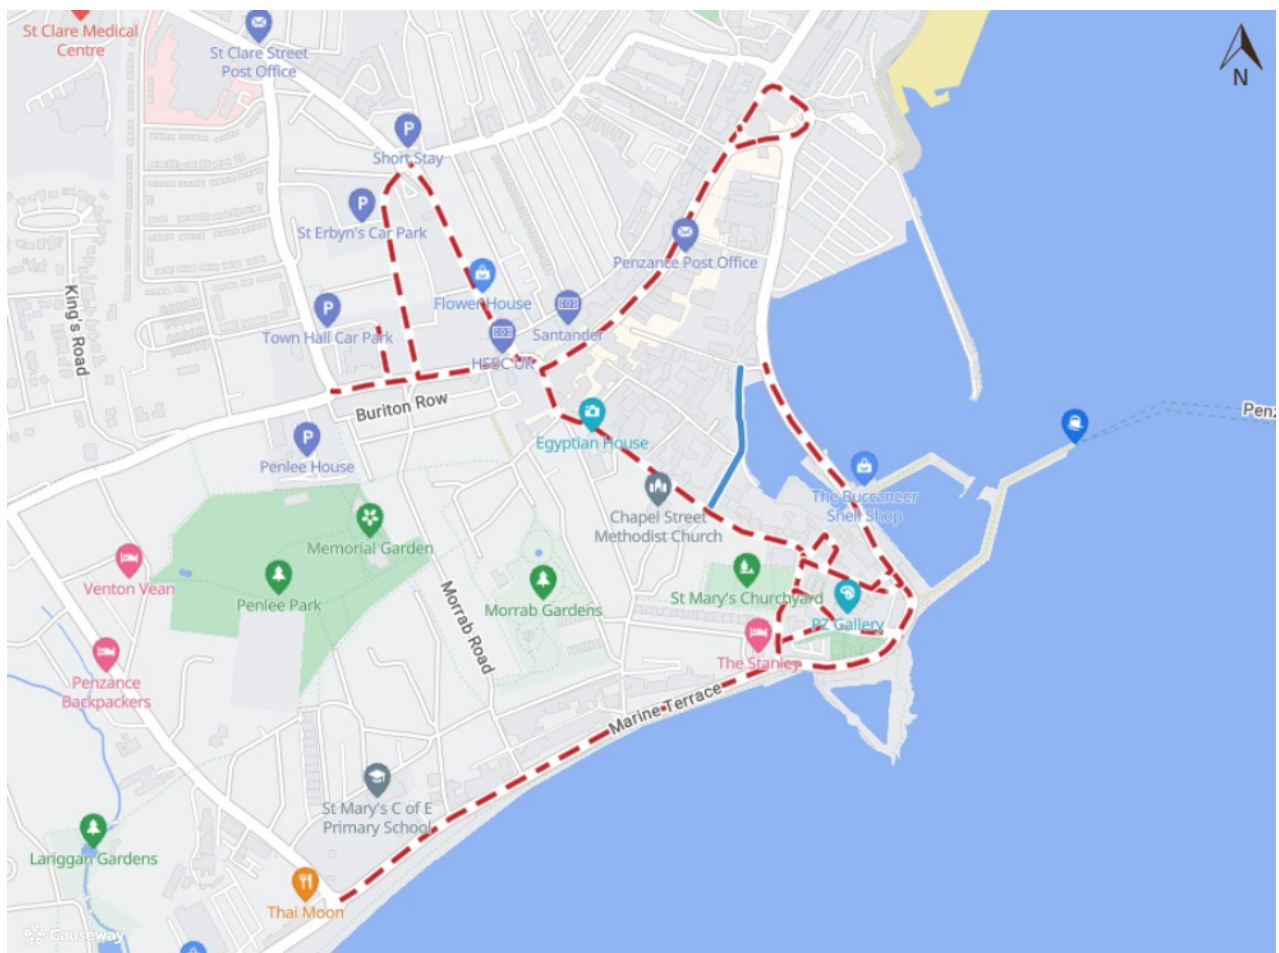 St Clare Medical
Centre
St Clare Street
Post Office
N
P
Short Stay
P
St Erbyn's Car Park
Penzance Post Office
King's Road
Flower House
P
Town Hall Car Park
Santander
HSBC UK
Buriton Row
Penz
P
Penlee House
Egyptian House
The Buccaneer
Shell Shop
Chapel Street
Methodist Church
Memorial Garden
Venton Vean
Penlee Park
Morrab Road
Morrab Gardens
St Mary's Churchyard
PZ Gallery
The Stanley
Penzance
Backpackers
Marine Terrace
St Mary's C of E
Primary School
Lariggan Gardens
Thai Moon
Causeway